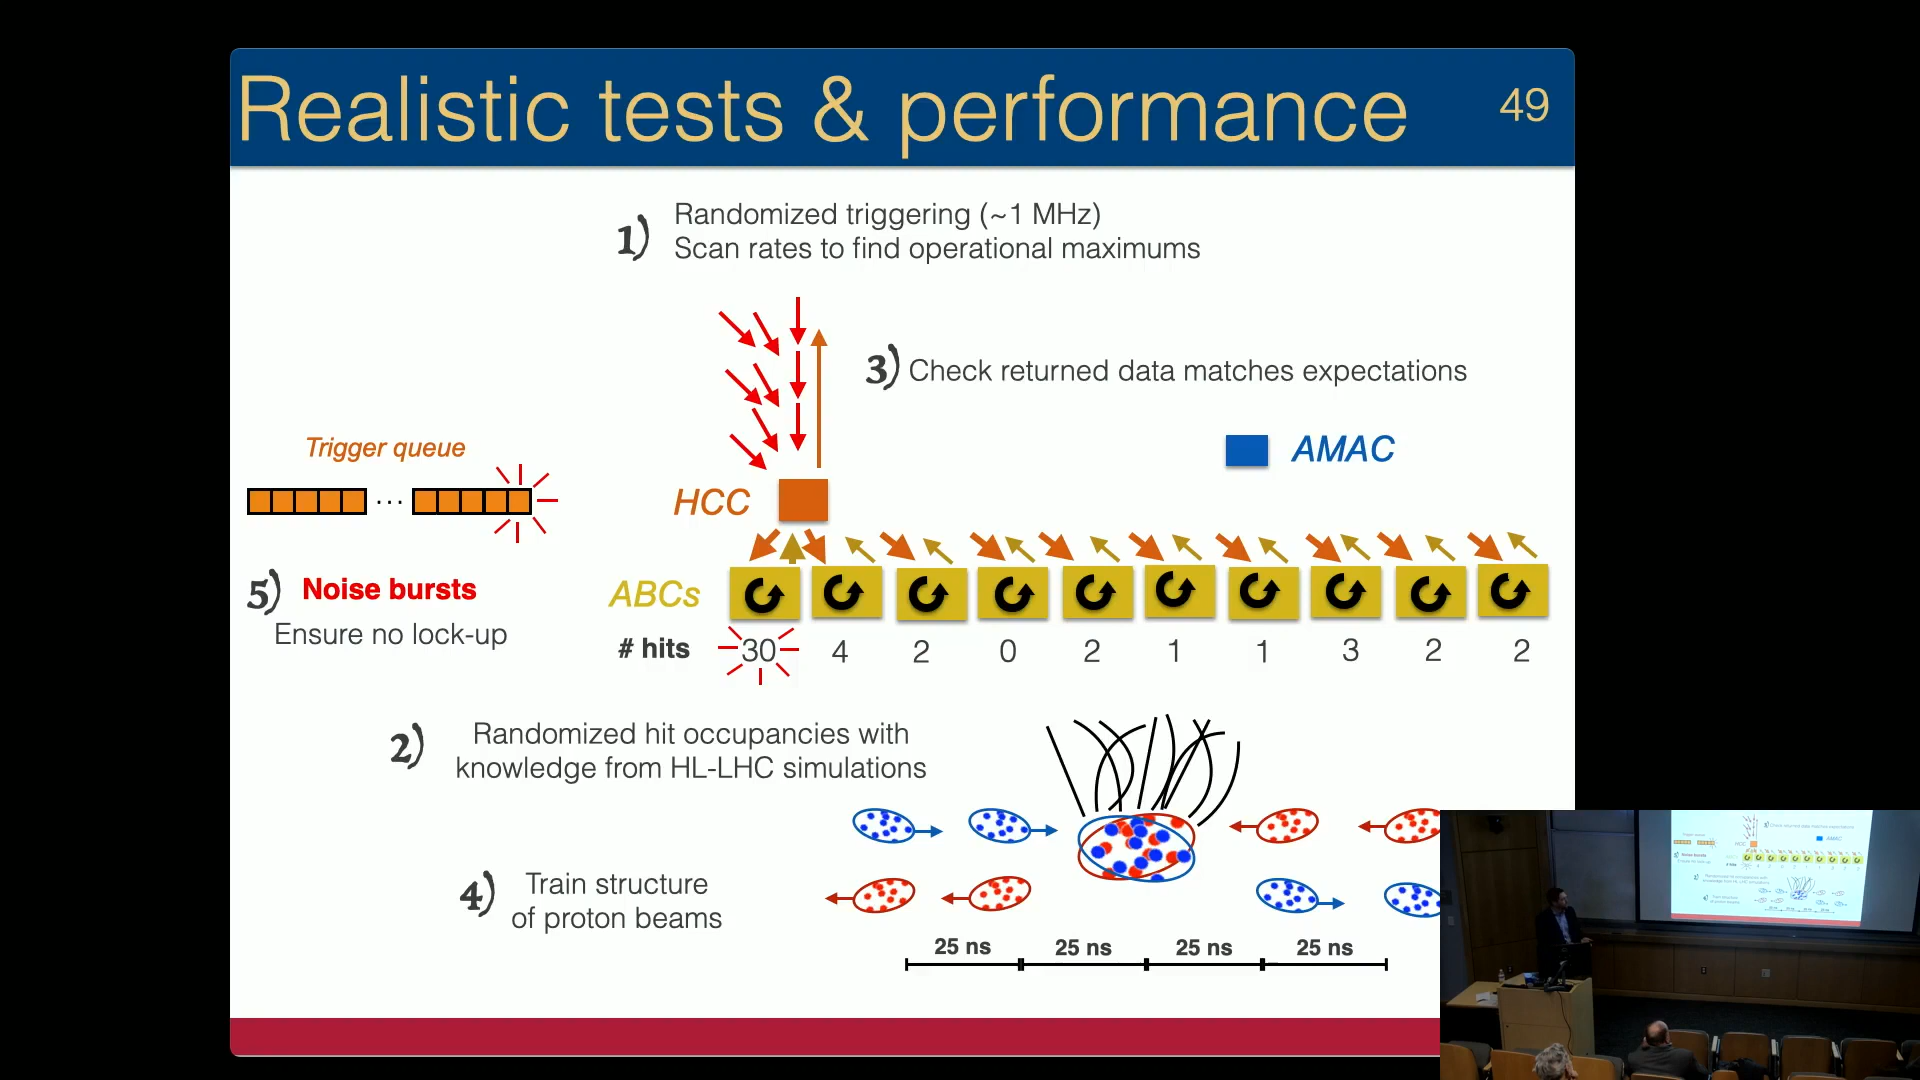 Realistic tests & performance
49
1) Randomized triggering (~1 MHz)
Scan rates to find operational maximums
3) Check returned data matches expectations
AMAC
Trigger queue
...
HCC
5) Noise bursts
Ensure no lock-up
ABCs
# hits 30 4 2 0 2 1 1 3 2 2
2) Randomized hit occupancies with
knowledge from HL-LHC simulations
4) Train structure
of proton beams
25 ns 25 ns 25 ns 25 ns